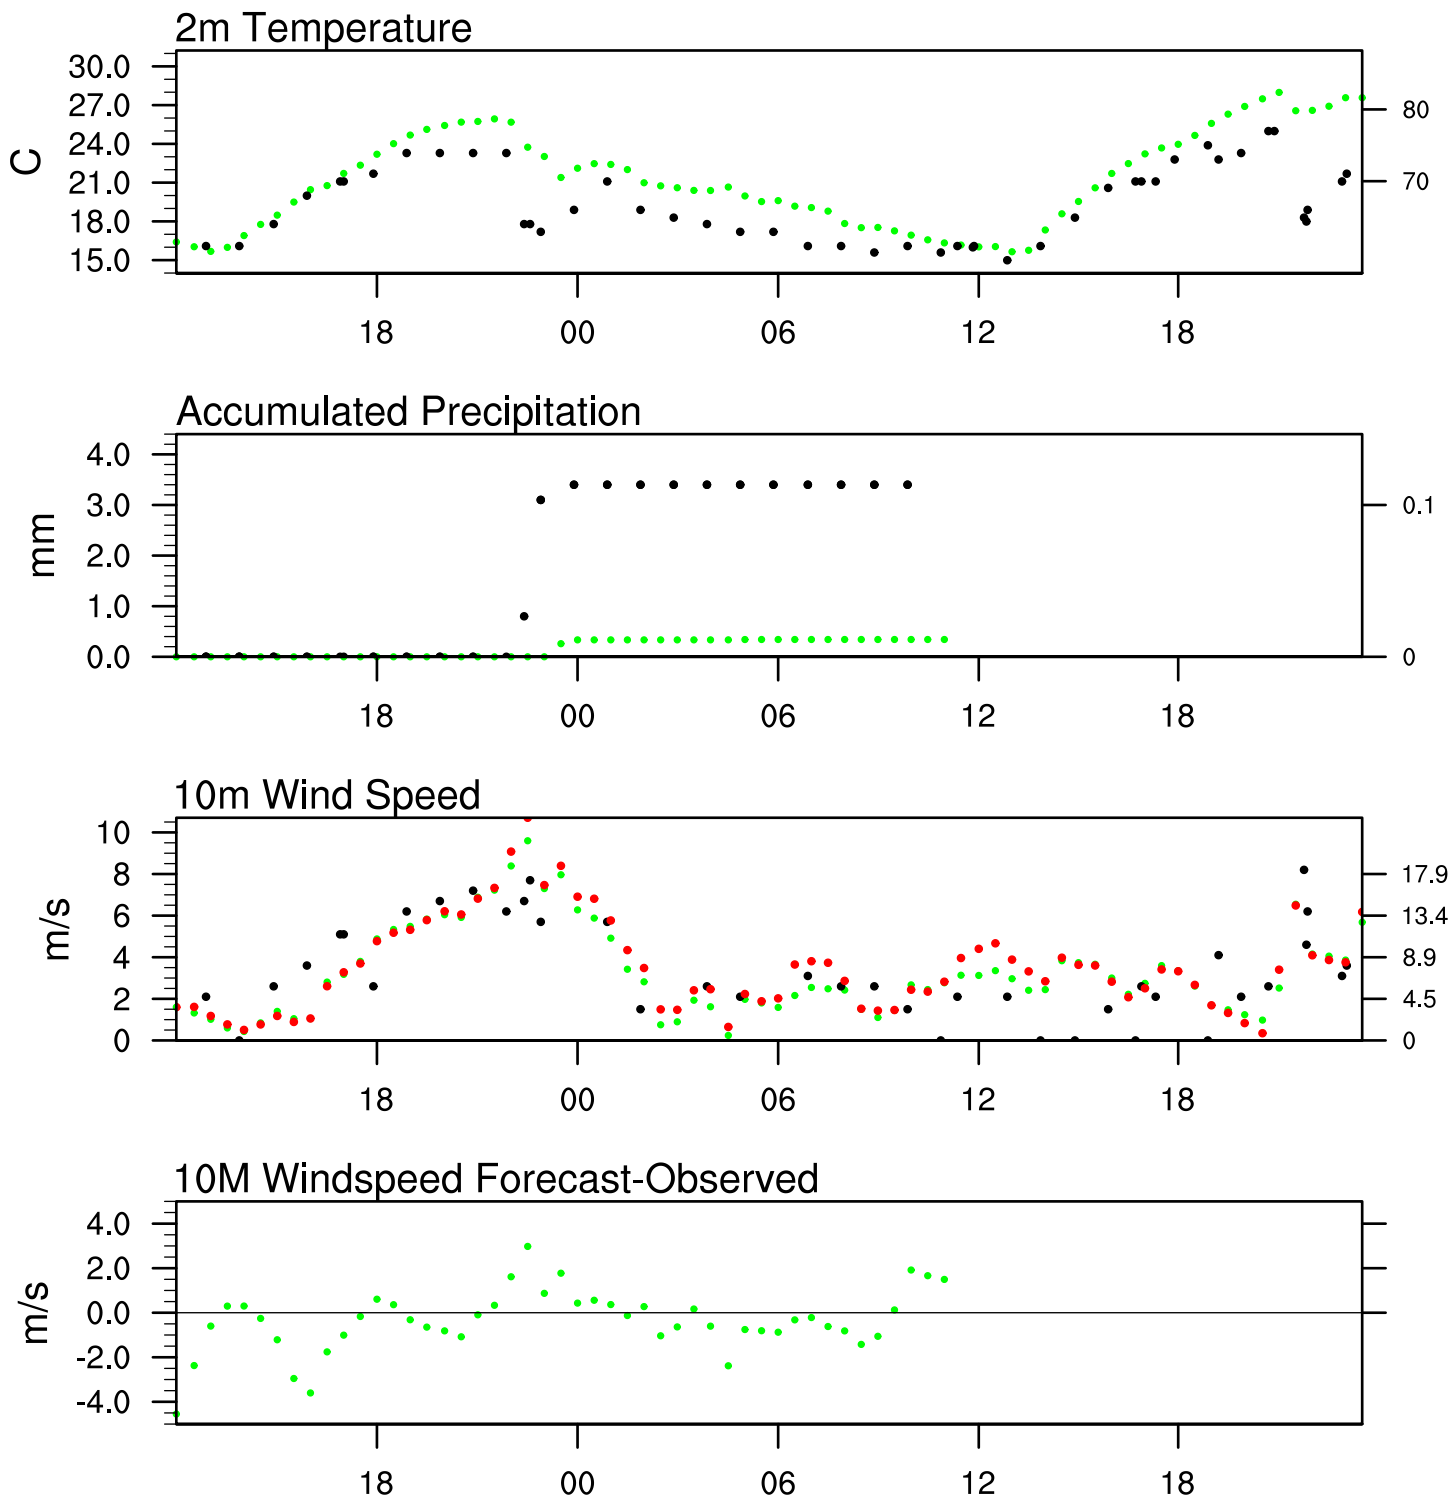 2m Temperature
30.0
27.0
24.0
21.0
18.0
15.0
C
80
70
18 00 06 12 18
Accumulated Precipitation
4.0
3.0
2.0
1.0
0.0
mm
0.1
0
18 00 06 12 18
10m Wind Speed
10
8
6
4
2
0
m/s
17.9
13.4
8.9
4.5
0
18 00 06 12 18
10M Windspeed Forecast-Observed
4.0
2.0
0.0
-2.0
-4.0
m/s
18 00 06 12 18